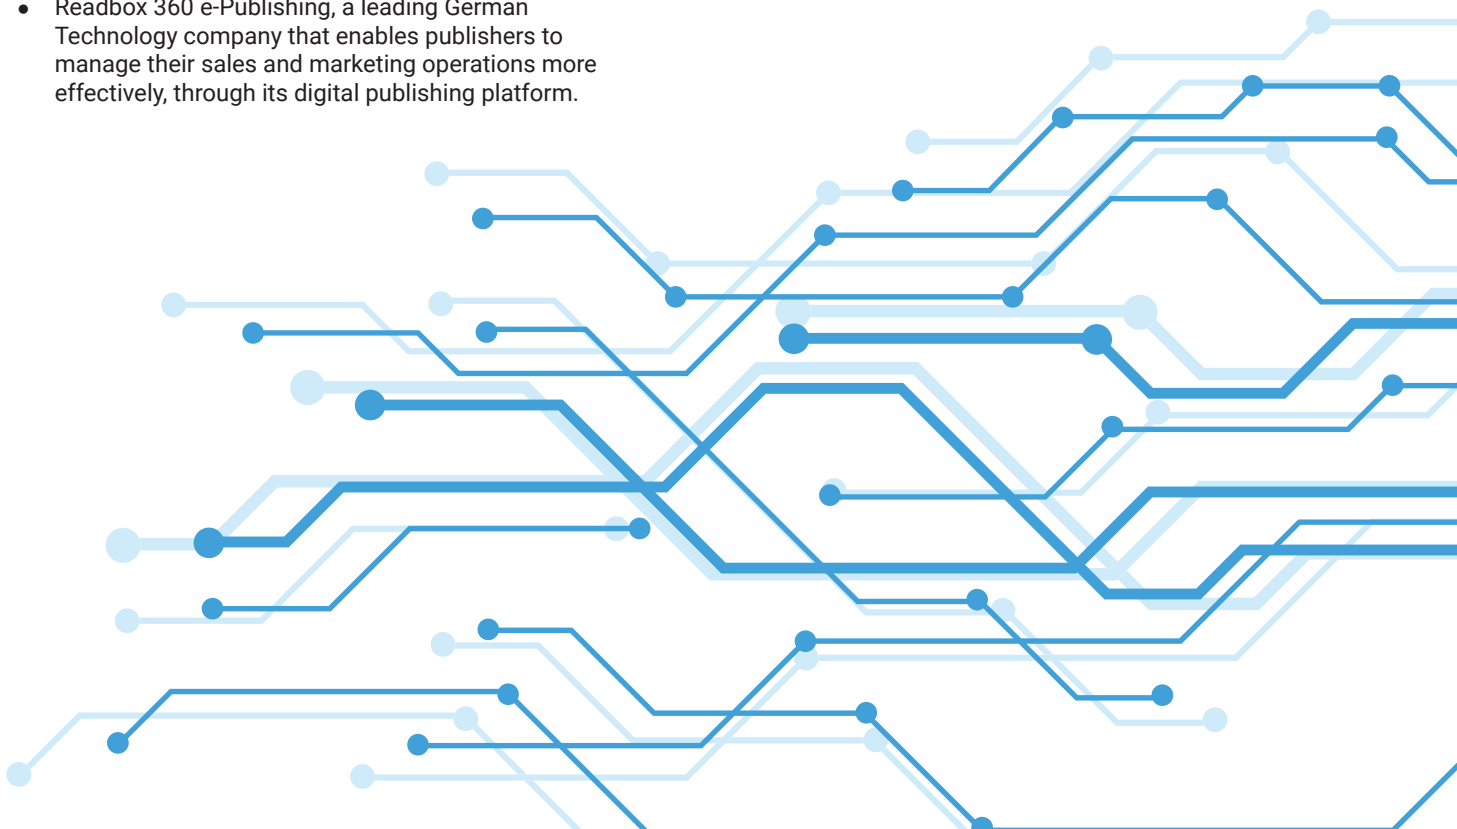 ● Readbox 360 e-Publishing, a leading German
Technology company that enables publishers to
manage their sales and marketing operations more
effectively, through its digital publishing platform.